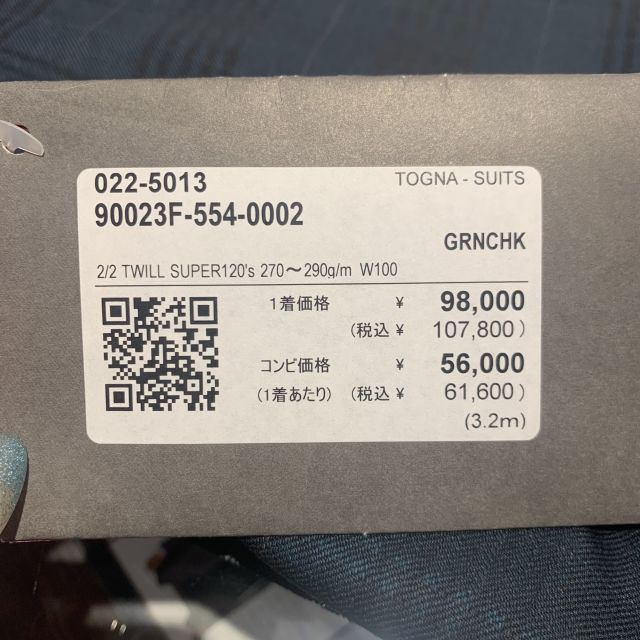 022-5013 TOGNA - SUITS
90023F-554-0002
GRNCHK
2/2 TWILL SUPER120's 270〜290g/m W100
1着価格 ¥ 98,000
(税込 ¥ 107,800)
コンビ価格 ¥ 56,000
(1着あたり) (税込 ¥ 61,600)
(3.2m)